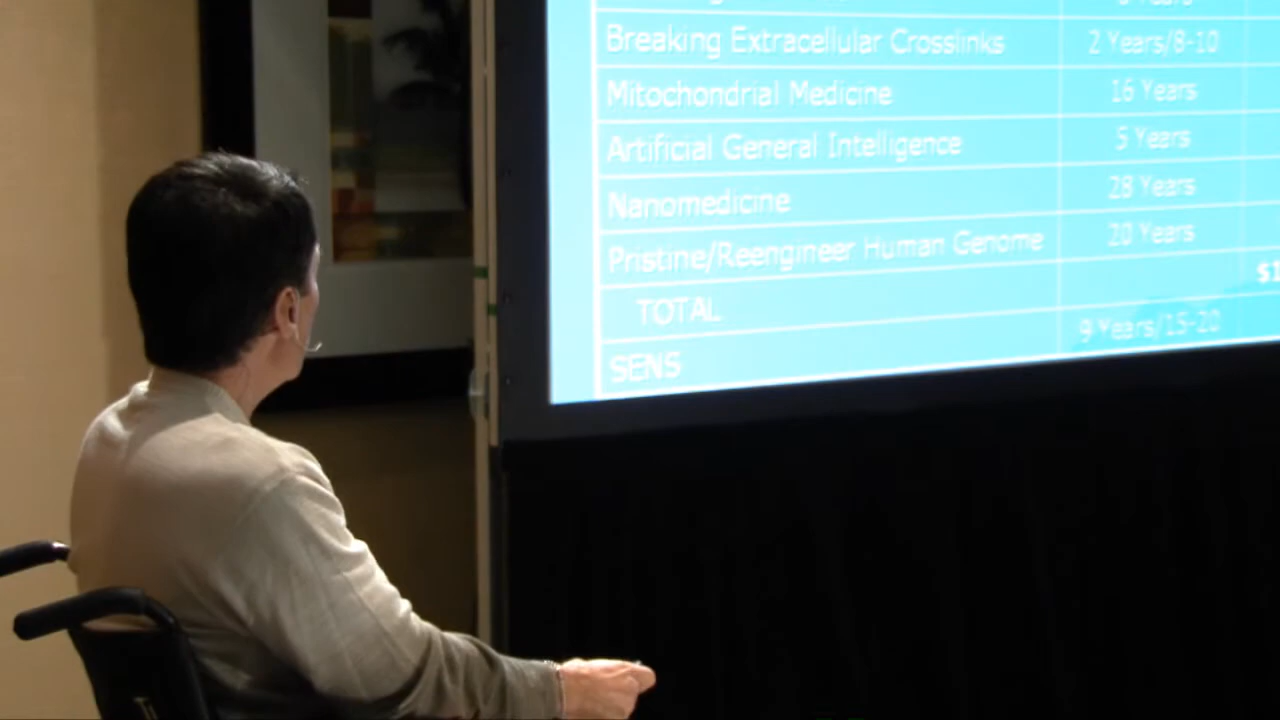 Years
Breaking Extracellular Crosslinks 2 Years/8-10
Mitochondrial Medicine 16 Years
Artificial General Intelligence 5 Years
Nanomedicine 28 Years
Pristine/Reengineer Human Genome 20 Years
TOTAL
SENS 9 Years/15-20